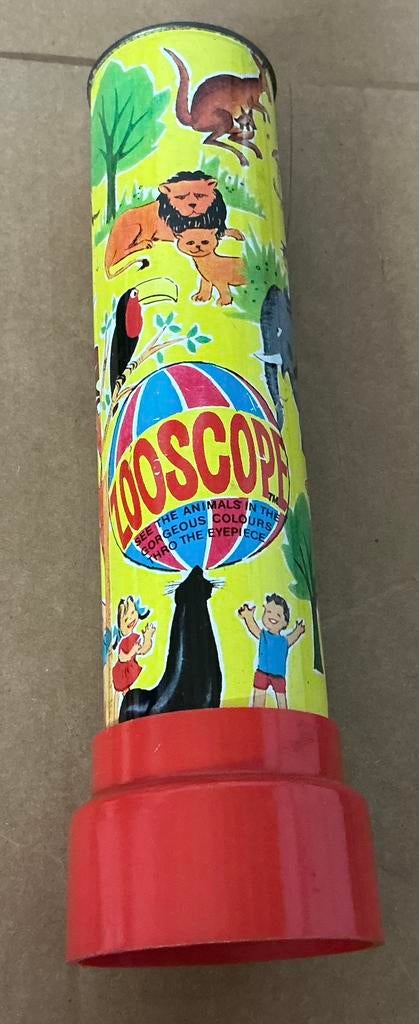 ZOOSCOPE
TM
SEE THE ANIMALS IN THE
GORGEOUS COLOURS
THRO THE EYEPIECE